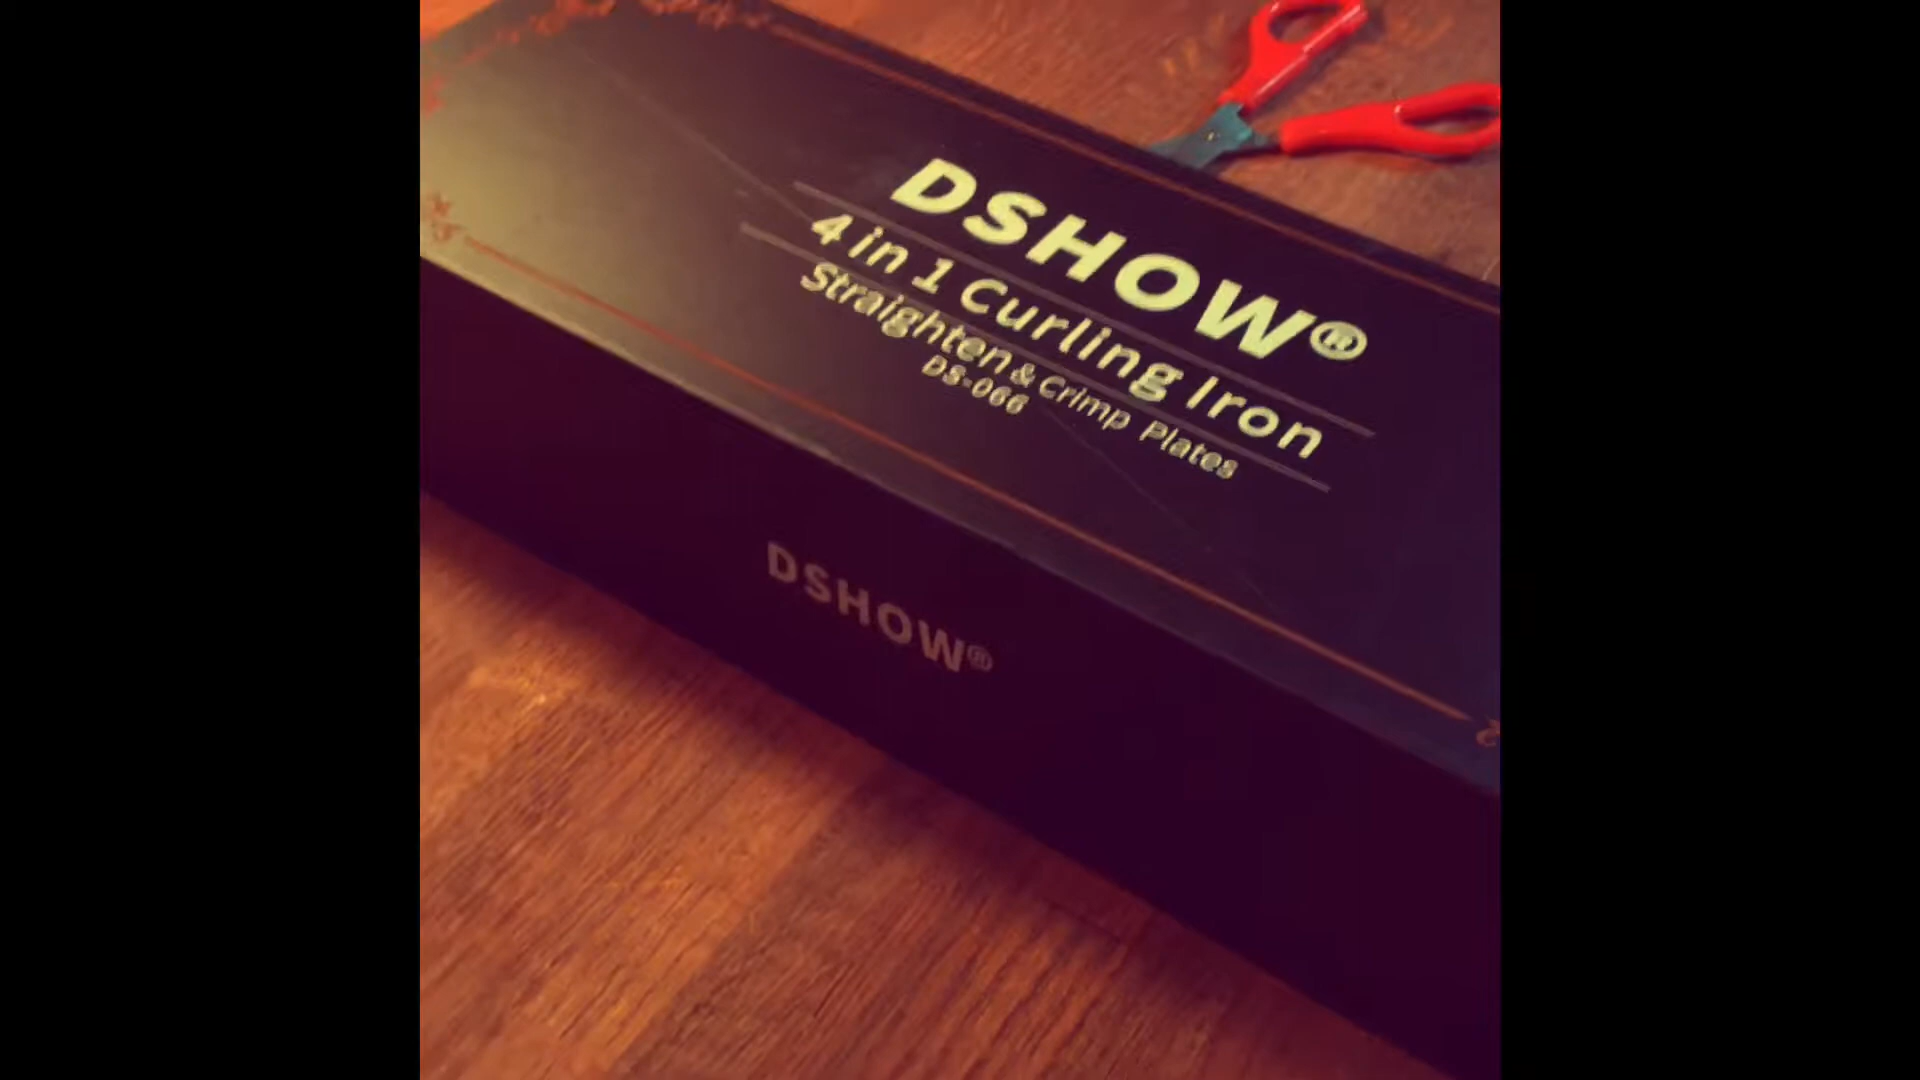 DSHOW®
4 in 1 Curling Iron
Straighten & Crimp Plates
DS-066
DSHOW®